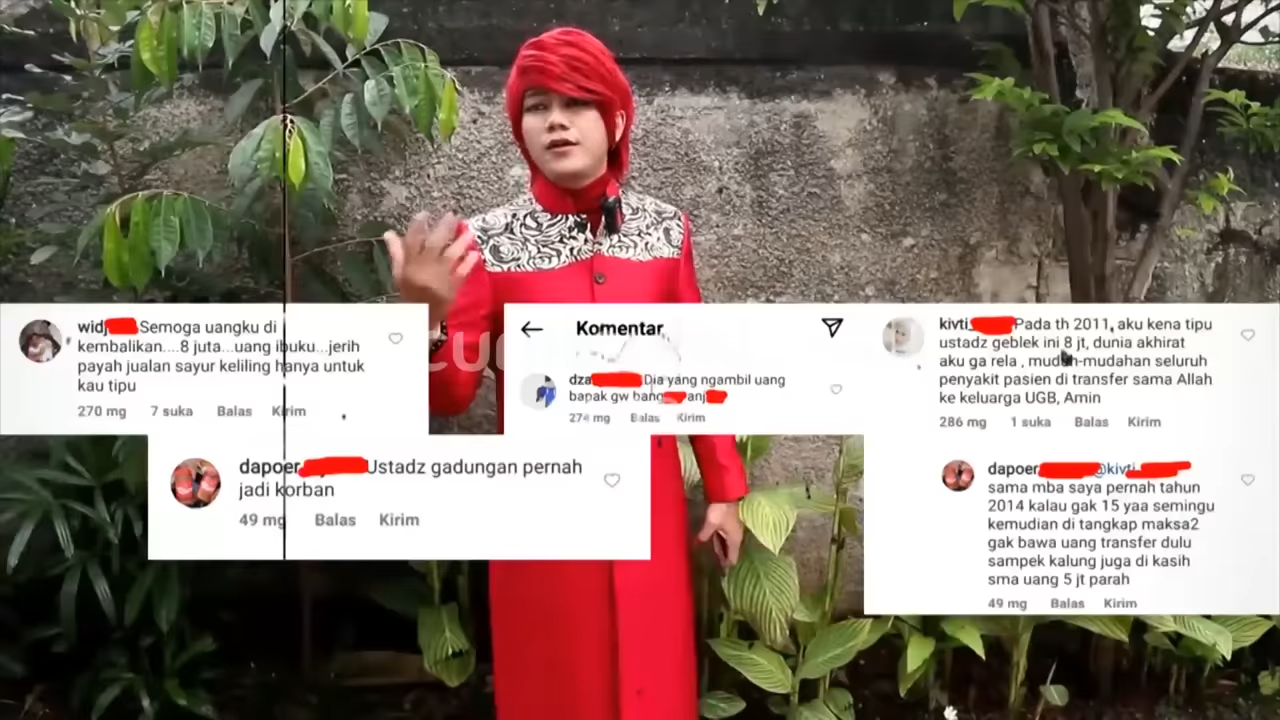 widj Semoga uangku di
kembalikan....8 juta...uang ibuku...jerih
payah jualan sayur keliling hanya untuk
kau tipu
270 mg 7 suka Balas Kirim
Komentar
dza Dia yang ngambil uang
bapak gw bang anj
274 mg Balas Kirim
kivti_ Pada th 2011, aku kena tipu
ustadz geblek ini 8 jt, dunia akhirat
aku ga rela , mudah-mudahan seluruh
penyakit pasien di transfer sama Allah
ke keluarga UGB, Amin
286 mg 1 suka Balas Kirim
dapoer_ Ustadz gadungan pernah
jadi korban
49 mg Balas Kirim
dapoer @kivti_
sama mba saya pernah tahun
2014 kalau gak 15 yaa semingu
kemudian di tangkap maksa2
gak bawa uang transfer dulu
sampek kalung juga di kasih
sma uang 5 jt parah
49 mg Balas Kirim